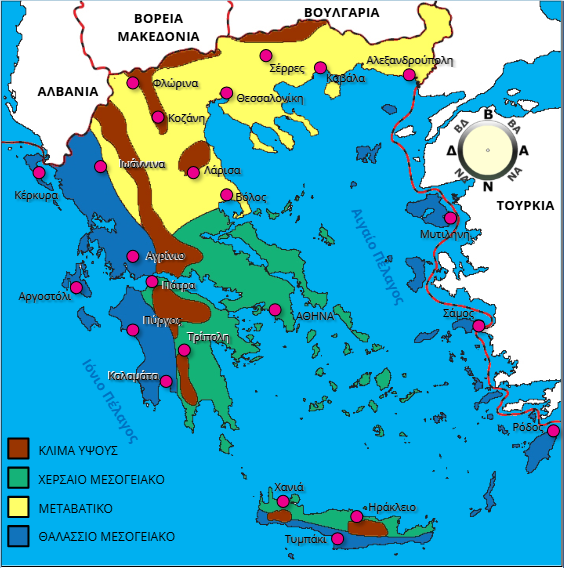 ΒΟΡΕΙΑ
ΜΑΚΕΔΟΝΙΑ
ΒΟΥΛΓΑΡΙΑ
ΑΛΒΑΝΙΑ
Φλώρινα
Σέρρες
Καβάλα
Αλεξανδρούπολη
Θεσσαλονίκη
Κοζάνη
Β
ΒΔ
ΒΑ
Δ
Α
ΝΔ
ΝΑ
Ν
Ιωάννινα
Λάρισα
Κέρκυρα
Βόλος
ΤΟΥΡΚΙΑ
Μυτιλήνη
Αιγαίο Πέλαγος
Αγρίνιο
Πάτρα
Αργοστόλι
Πύργος
ΑΘΗΝΑ
Σάμος
Τρίπολη
Καλαμάτα
Ιόνιο Πέλαγος
Ρόδος
ΚΛΙΜΑ ΥΨΟΥΣ
ΧΕΡΣΑΙΟ ΜΕΣΟΓΕΙΑΚΟ
ΜΕΤΑΒΑΤΙΚΟ
ΘΑΛΑΣΣΙΟ ΜΕΣΟΓΕΙΑΚΟ
Χανιά
Ηράκλειο
Τυμπάκι